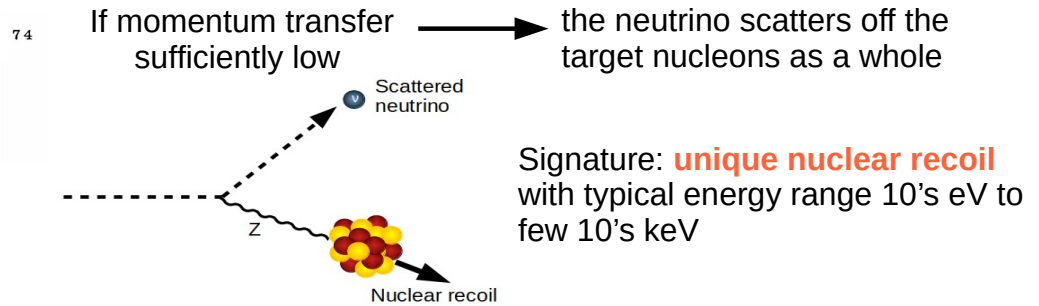 74
If momentum transfer
sufficiently low
the neutrino scatters off the
target nucleons as a whole
Scattered
neutrino
ν
Signature: unique nuclear recoil
with typical energy range 10’s eV to
few 10’s keV
Z
Nuclear recoil